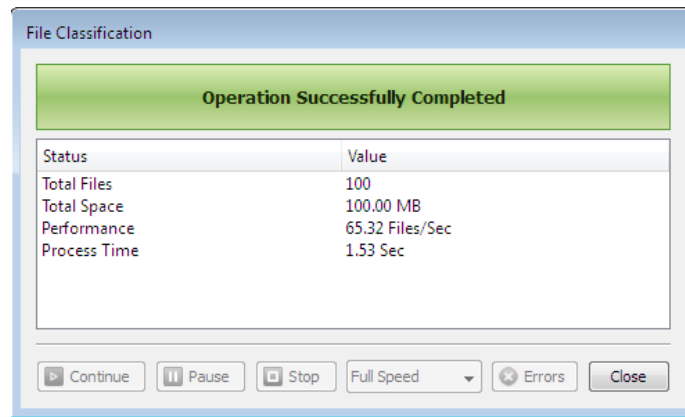 File Classification
Operation Successfully Completed
Status Value
Total Files 100
Total Space 100.00 MB
Performance 65.32 Files/Sec
Process Time 1.53 Sec
Continue Pause Stop Full Speed Errors Close